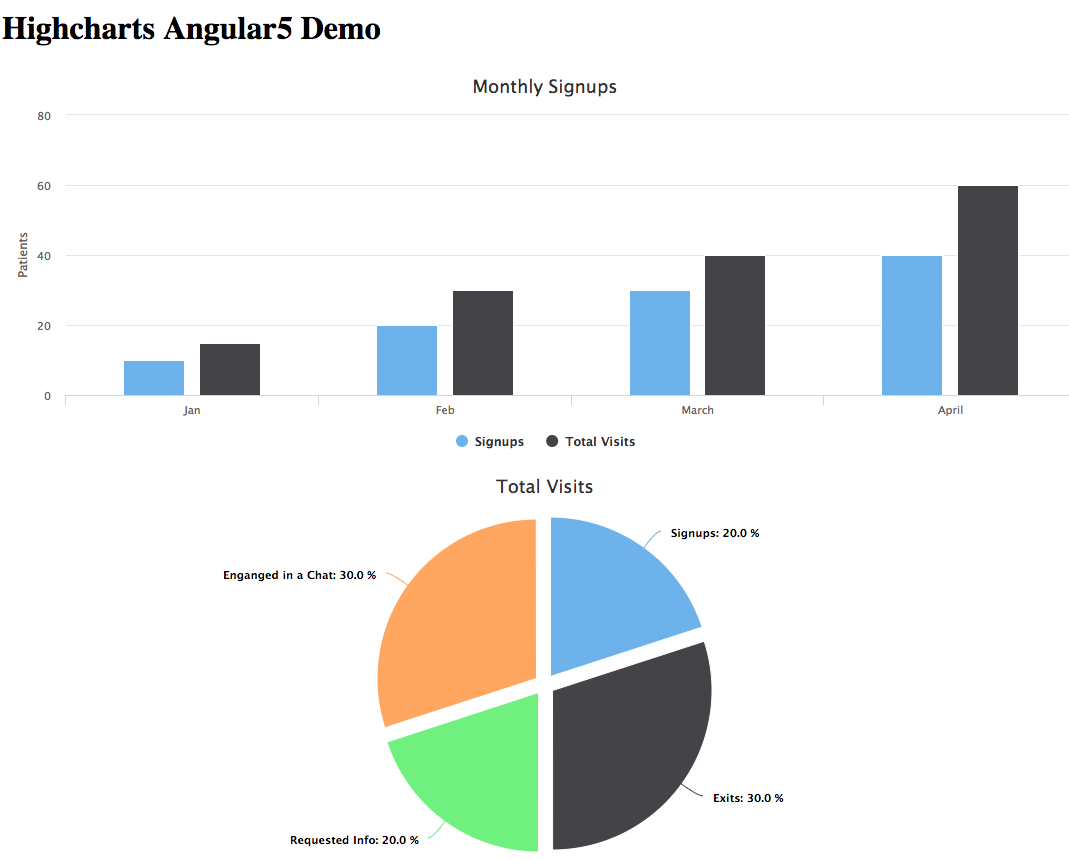 Highcharts Angular5 Demo
Monthly Signups
80
60
40
20
0
Patients
Jan Feb March April
Signups Total Visits
Total Visits
Signups: 20.0 %
Enganged in a Chat: 30.0 %
Exits: 30.0 %
Requested Info: 20.0 %